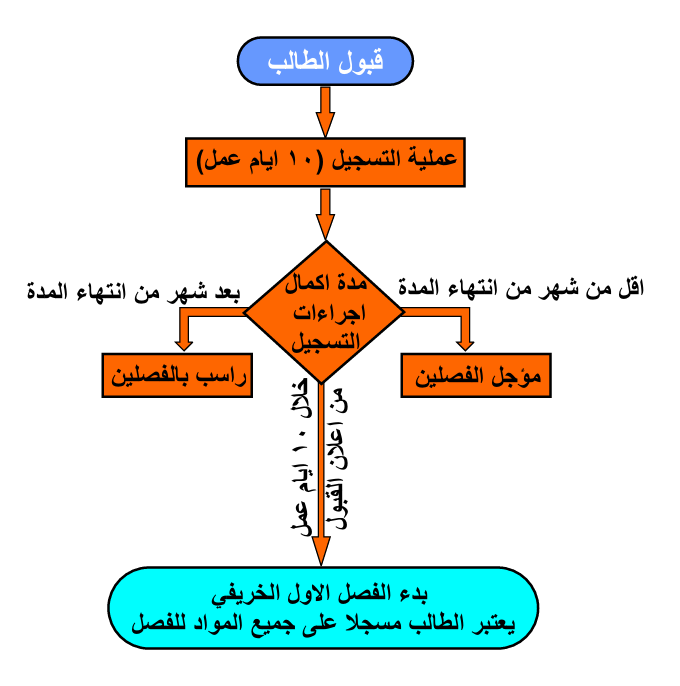 قبول الطالب
عملية التسجيل (١٠ ايام عمل)
مدة اكمال
اجراءات
التسجيل
اقل من شهر من انتهاء المدة
بعد شهر من انتهاء المدة
مؤجل الفصلين
راسب بالفصلين
خلال ١٠ ايام عمل
من اعلان القبول
بدء الفصل الاول الخريفي
يعتبر الطالب مسجلا على جميع المواد للفصل